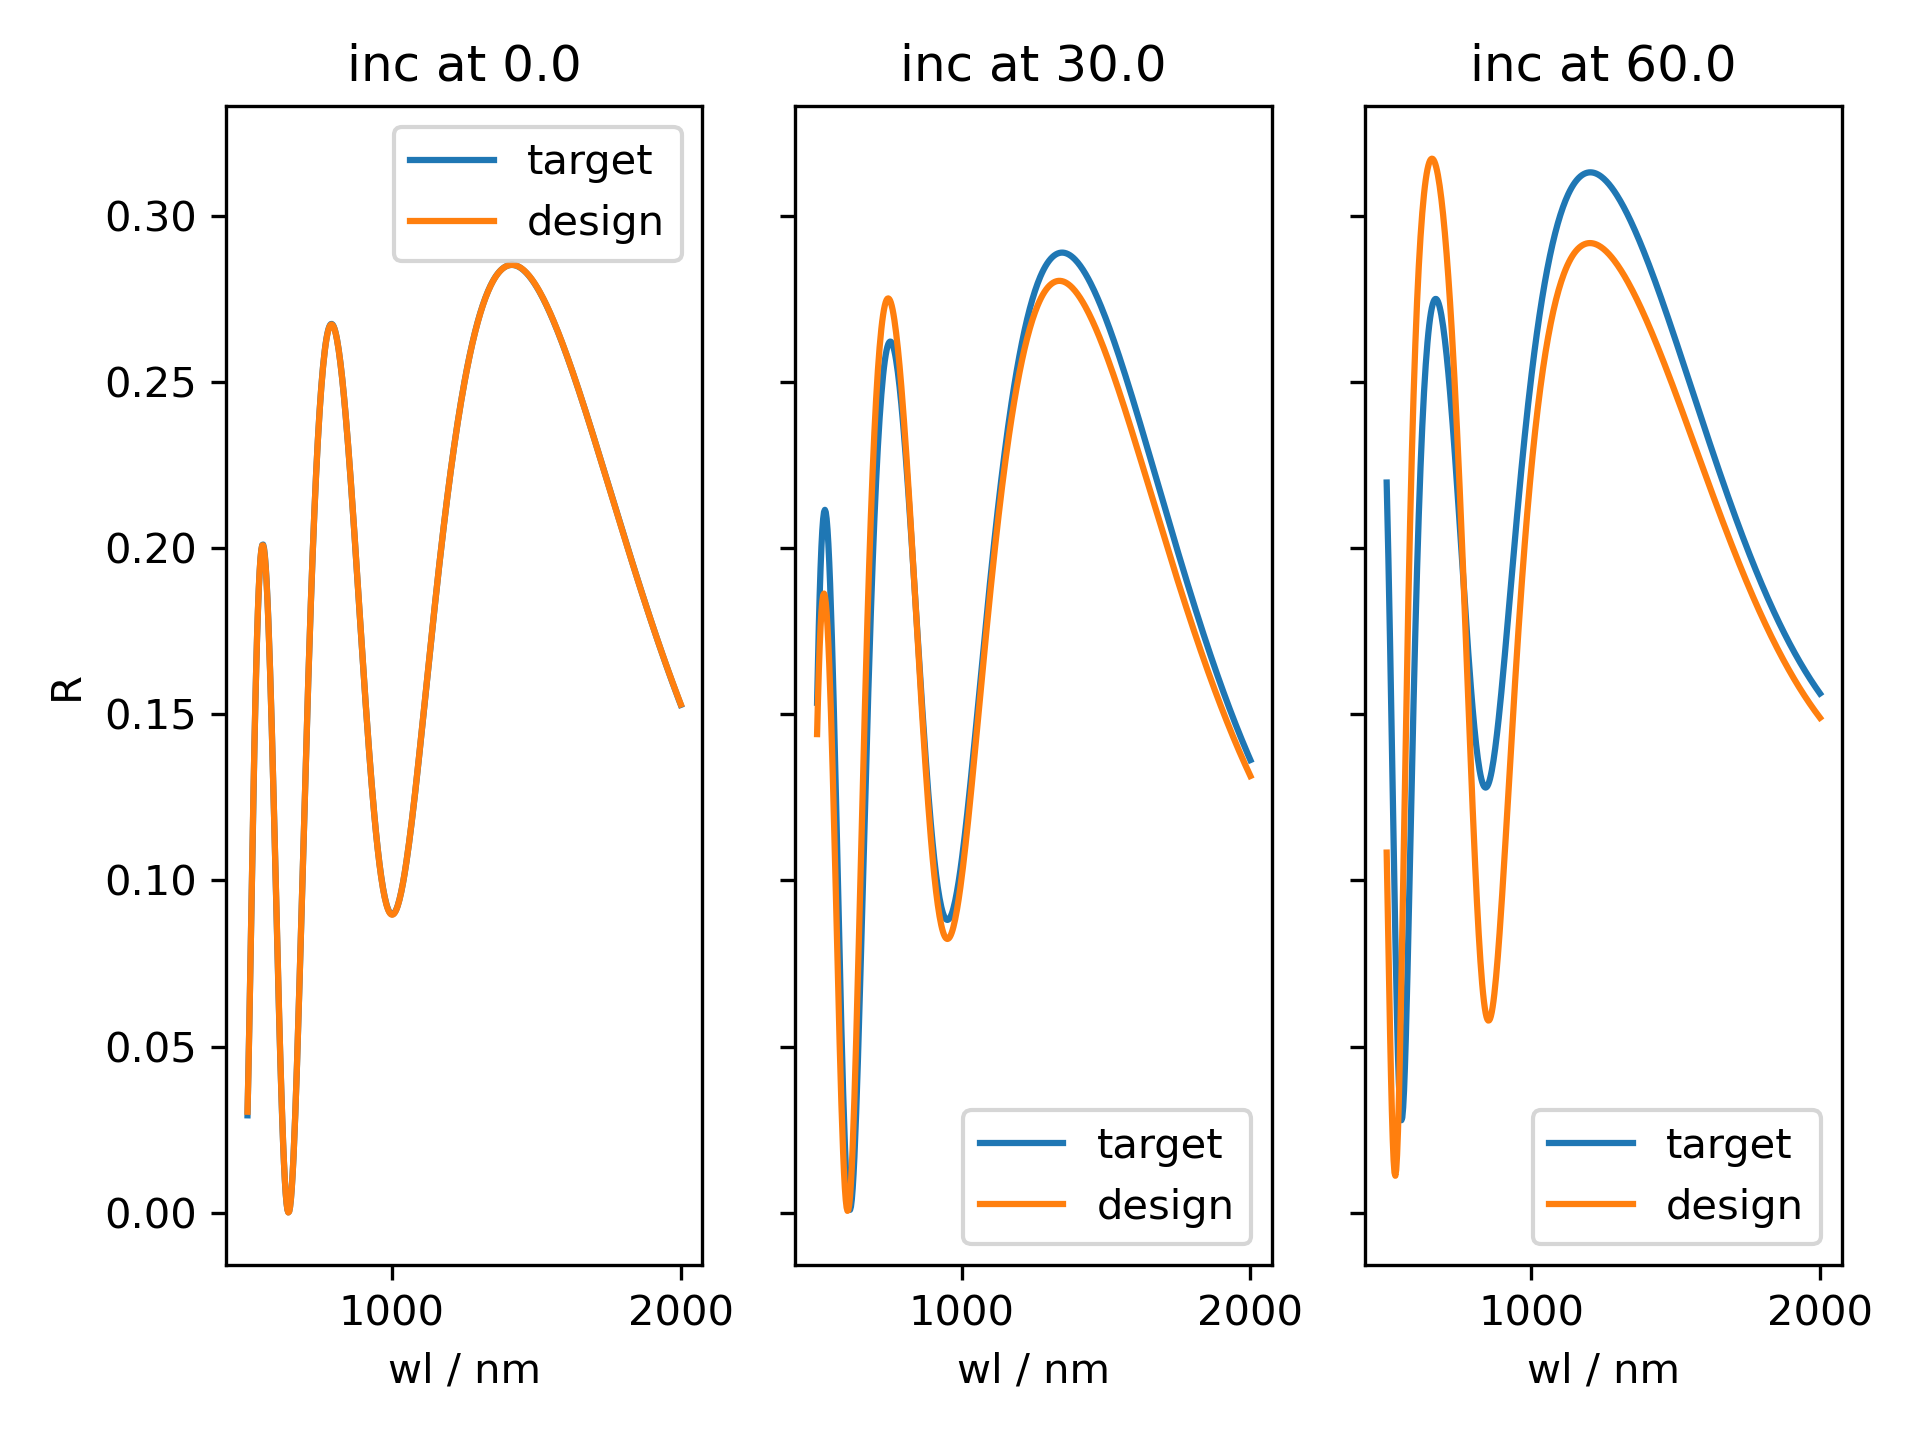 inc at 0.0
inc at 30.0
inc at 60.0
target
design
0.30
0.25
0.20
0.15
0.10
0.05
0.00
R
target
design
target
design
1000
2000
1000
2000
1000
2000
wl / nm
wl / nm
wl / nm